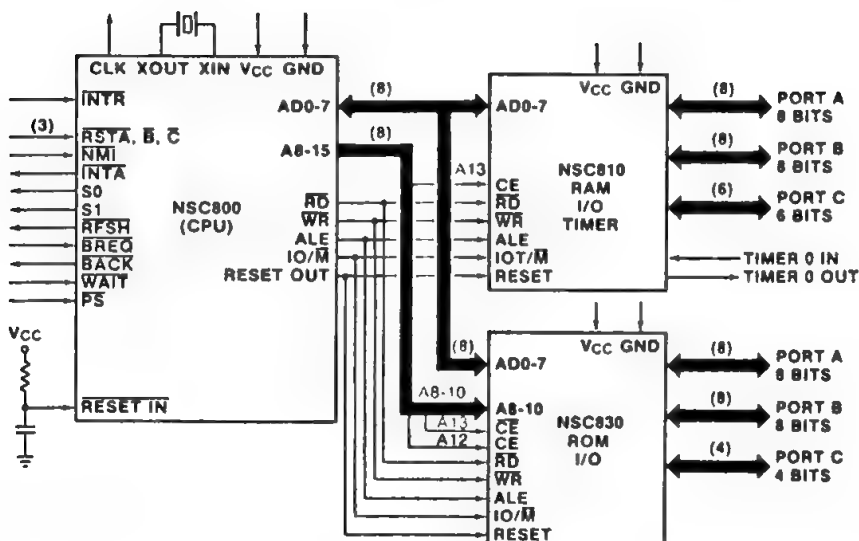 CLK XOUT XIN VCC GND
INTR
(3)
RSTA, B, C
NMI
INTA
S0
S1
RFSH
BREQ
BACK
WAIT
PS
VCC
RESET IN
NSC800
(CPU)
AD0-7
A8-15
RD
WR
ALE
IO/M
RESET OUT
(8)
(8)
A13
VCC GND
AD0-7
CE
RD
WR
ALE
IOT/M
RESET
NSC810
RAM
I/O
TIMER
(8)
PORT A
8 BITS
(8)
PORT B
8 BITS
(6)
PORT C
6 BITS
TIMER 0 IN
TIMER 0 OUT
(8)
A8-10
A13
A12
VCC GND
AD0-7
A8-10
CE
CE
RD
WR
ALE
IO/M
RESET
NSC830
ROM
I/O
(8)
PORT A
8 BITS
(8)
PORT B
8 BITS
(4)
PORT C
4 BITS